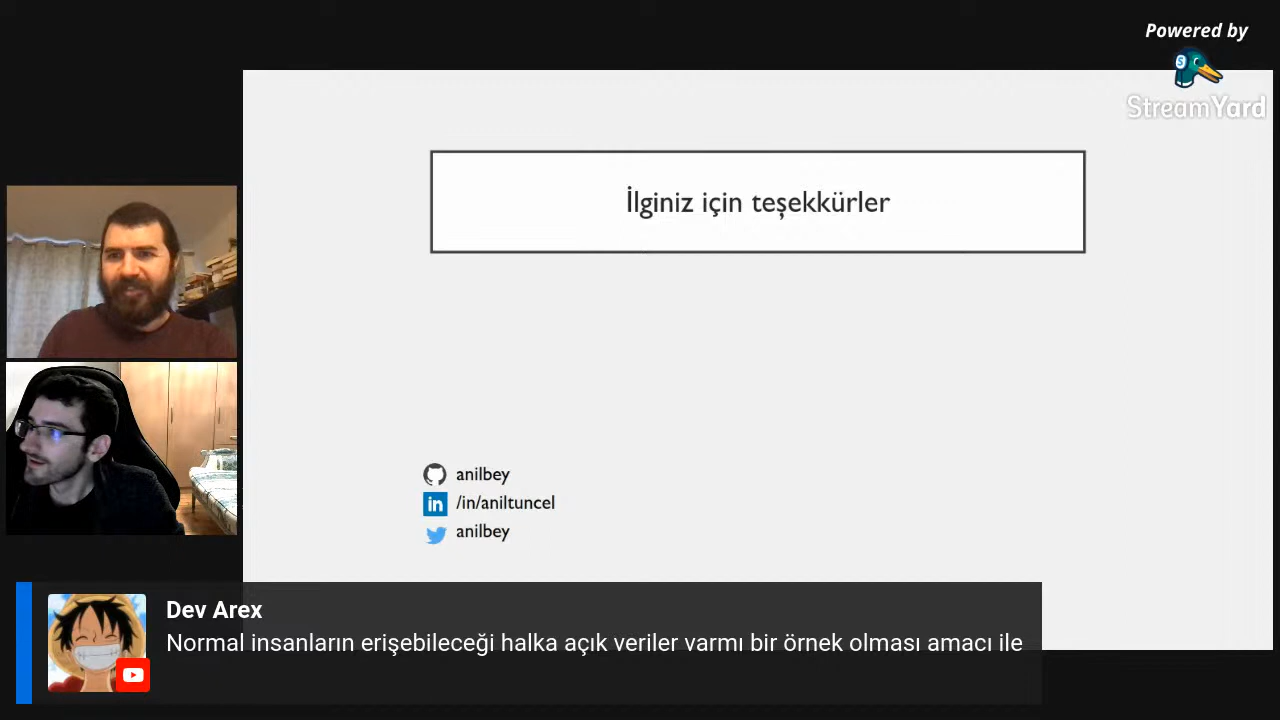 Powered by
StreamYard
İlginiz için teşekkürler
anilbey
in /in/aniltuncel
anilbey
Dev Arex
Normal insanların erişebileceği halka açık veriler varmı bir örnek olması amacı ile